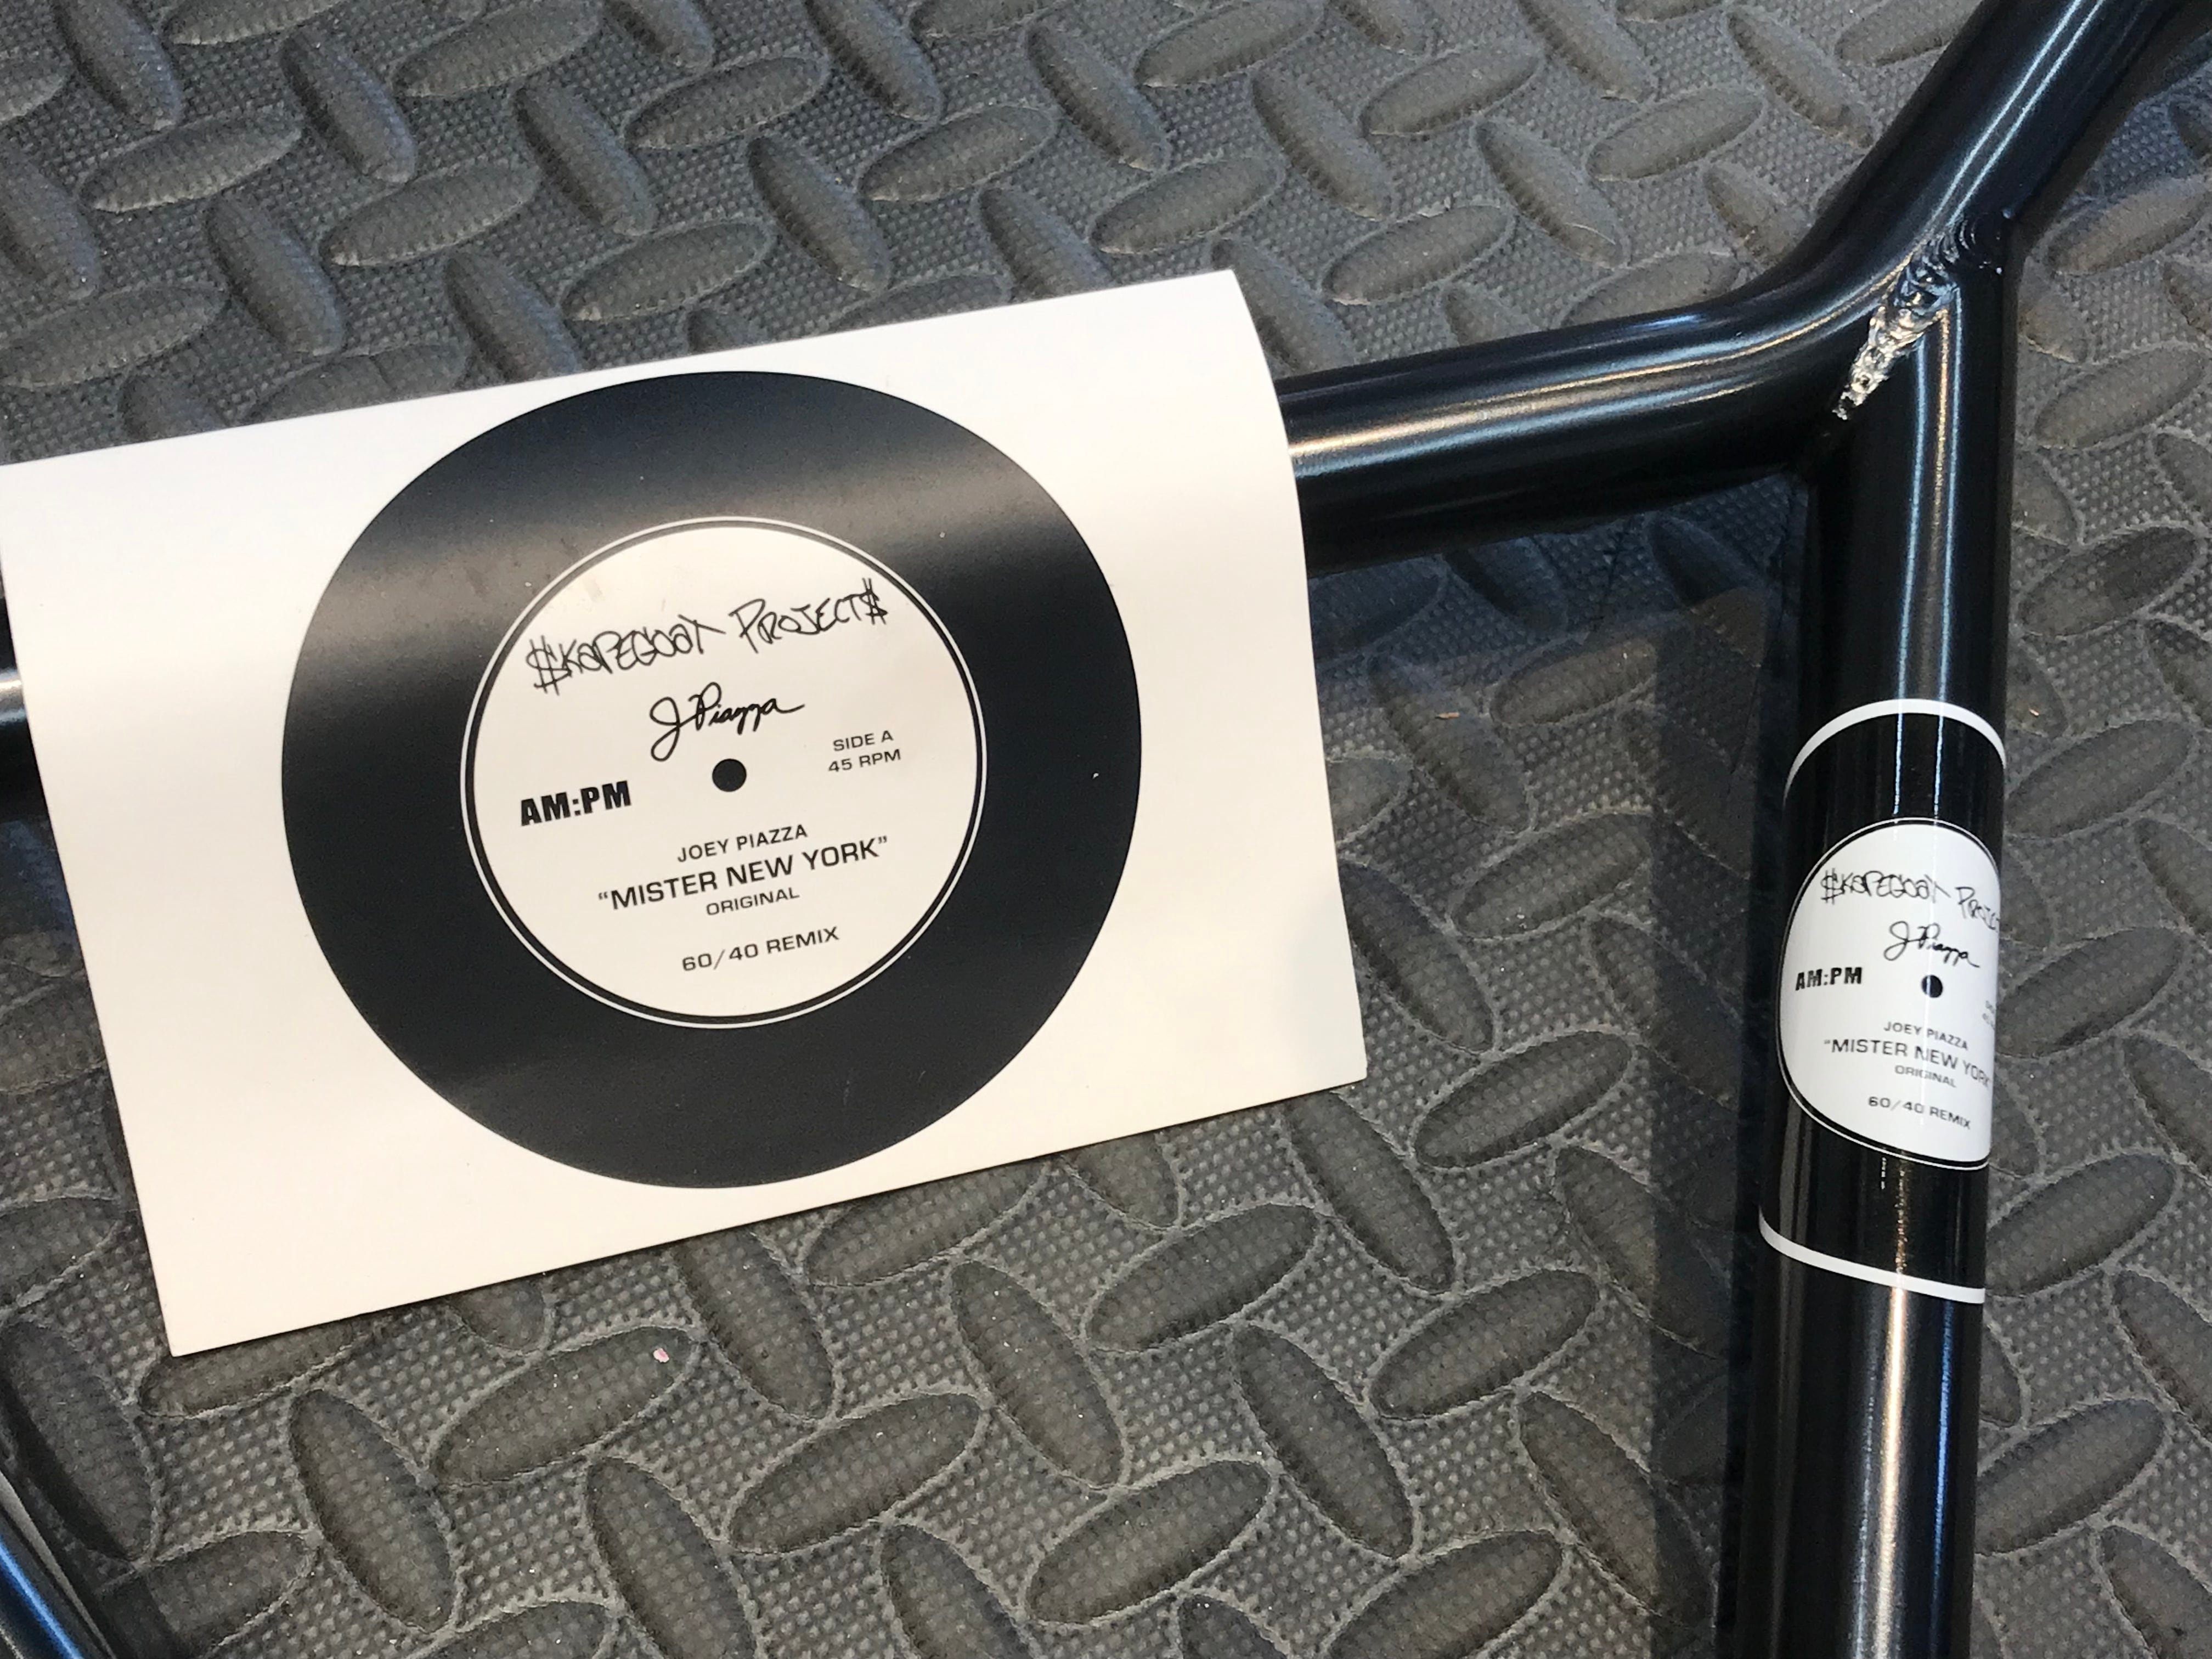 $KAPEGOAT PROJECT$
J Piazza
SIDE A
45 RPM
AM:PM
JOEY PIAZZA
“MISTER NEW YORK”
ORIGINAL
60/40 REMIX
$KAPEGOAT PROJECT
J Piazza
AM:PM
JOEY PIAZZA
“MISTER NEW YORK
ORIGINAL
60/40 REMIX